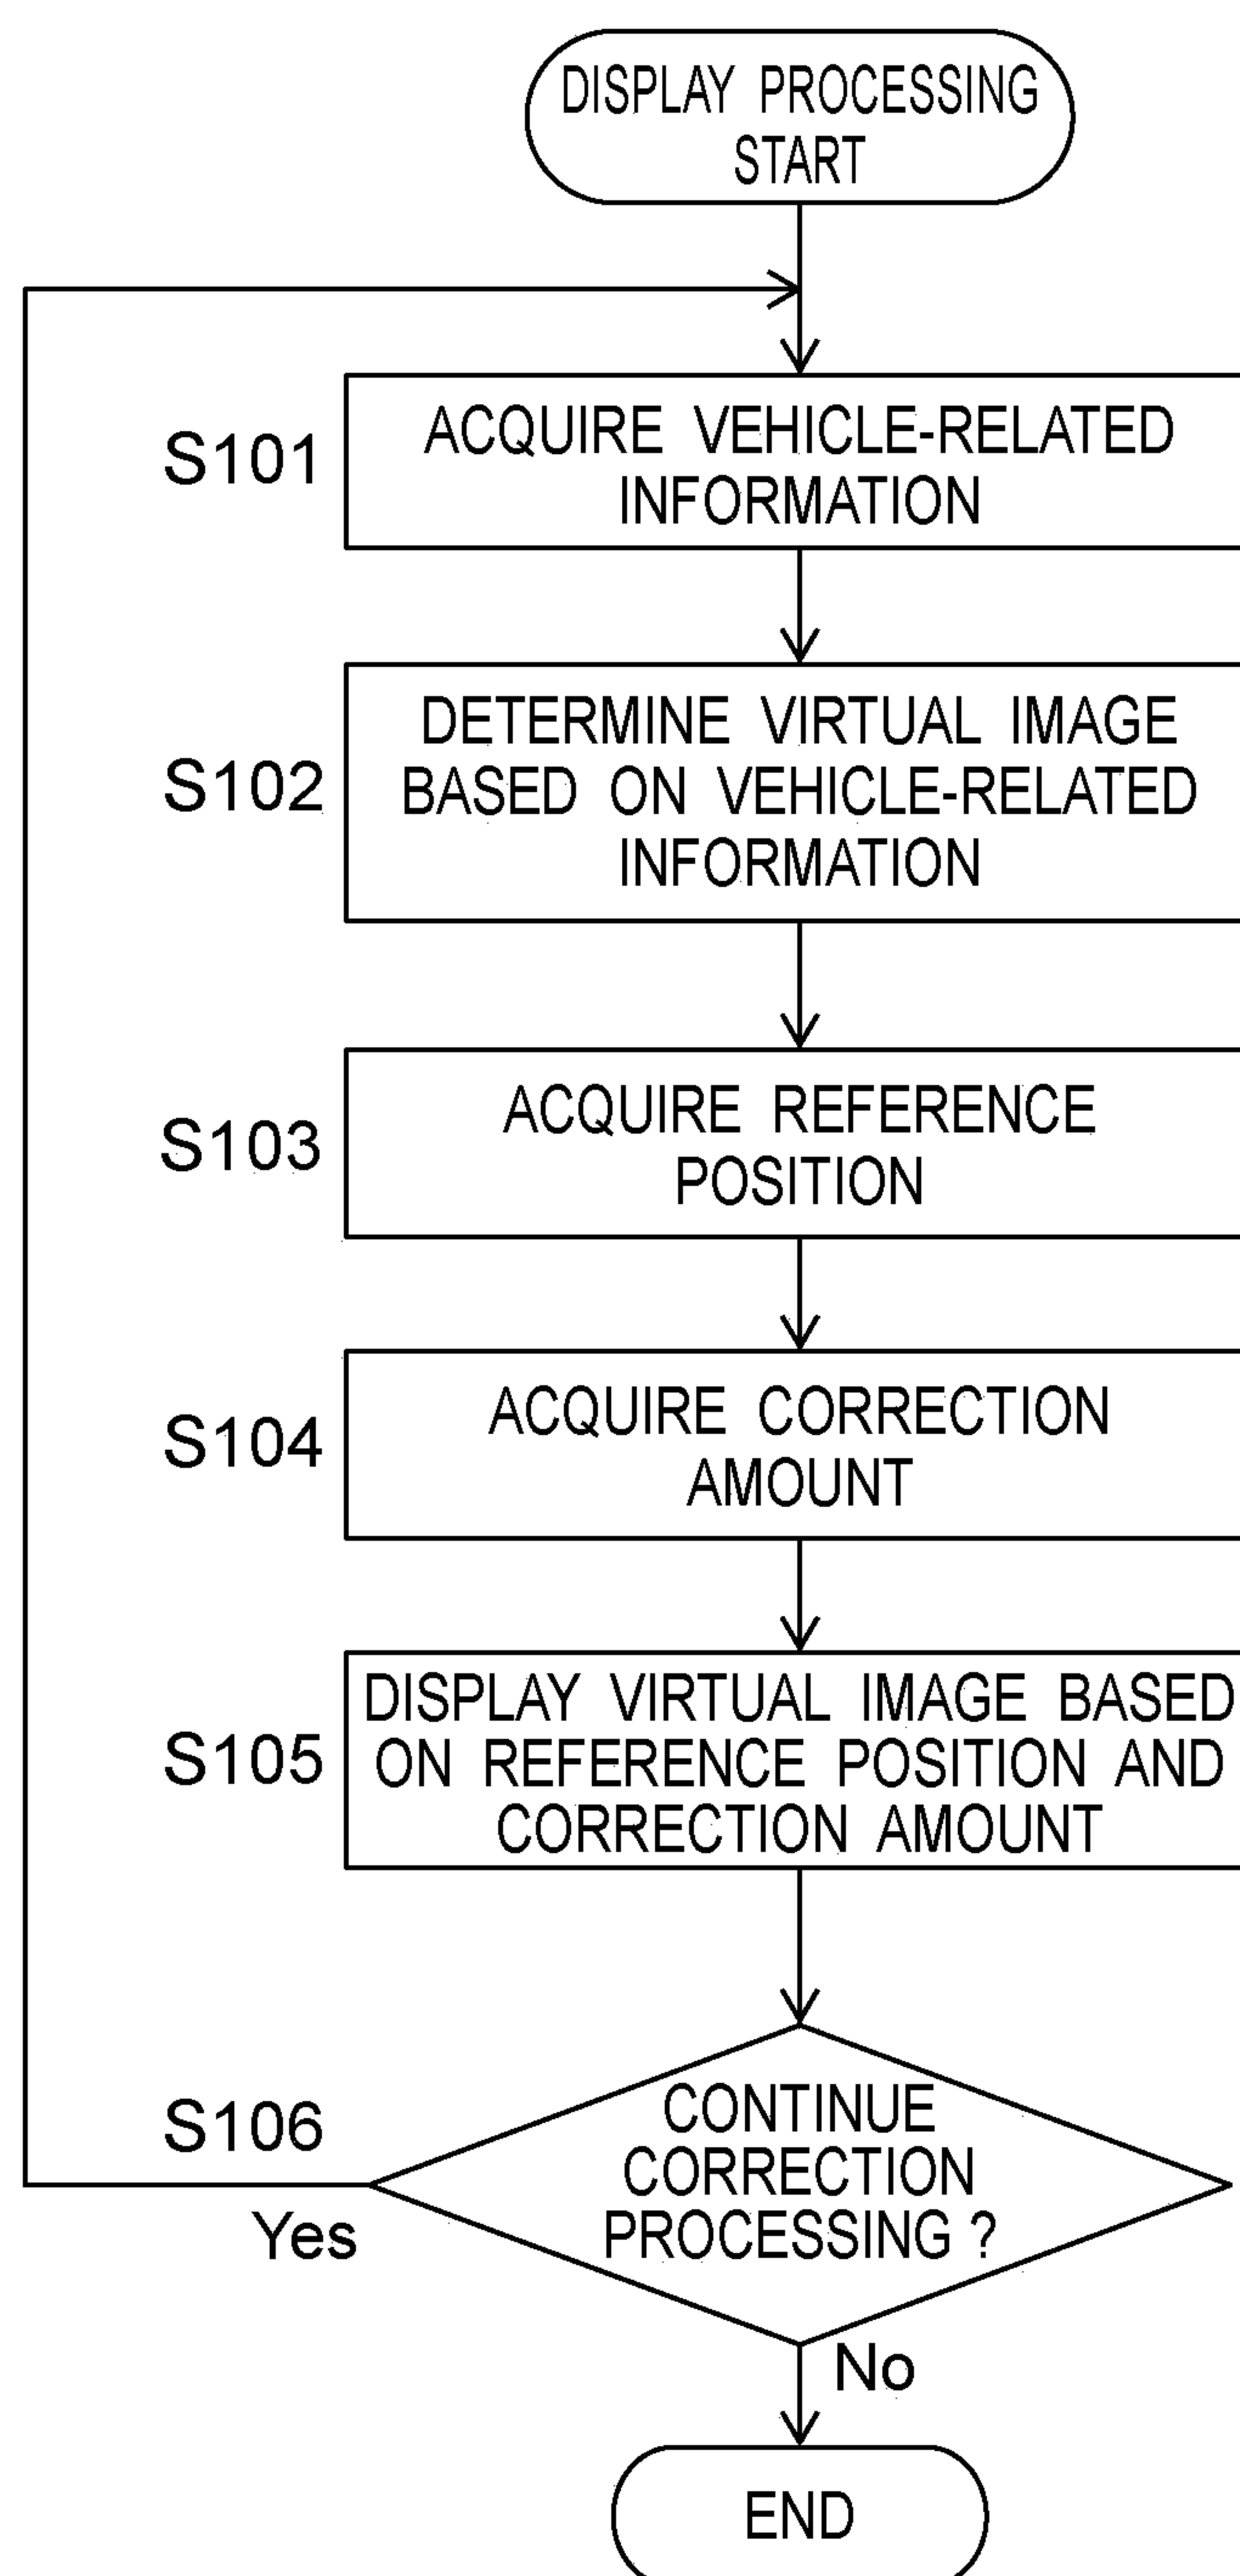 DISPLAY PROCESSING
START
S101
ACQUIRE VEHICLE-RELATED
INFORMATION
S102
DETERMINE VIRTUAL IMAGE
BASED ON VEHICLE-RELATED
INFORMATION
S103
ACQUIRE REFERENCE
POSITION
S104
ACQUIRE CORRECTION
AMOUNT
S105
DISPLAY VIRTUAL IMAGE BASED
ON REFERENCE POSITION AND
CORRECTION AMOUNT
S106
CONTINUE
CORRECTION
PROCESSING ?
Yes
No
END